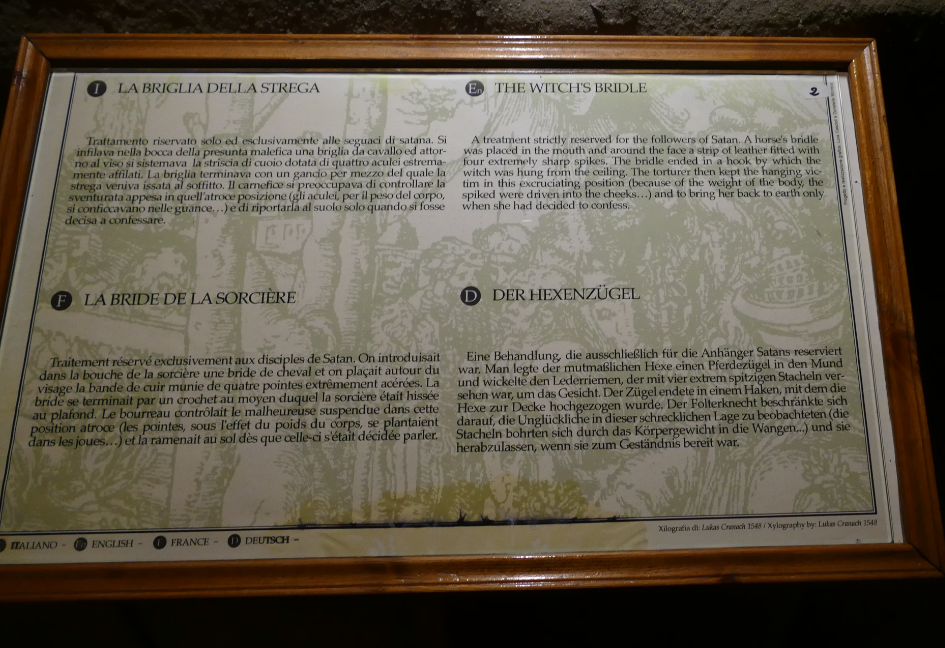 I LA BRIGLIA DELLA STREGA
Trattamento riservato solo ed esclusivamente alle seguaci di satana. Si
infilava nella bocca della presunta malefica una briglia da cavallo ed attor-
no al viso si sistemava la striscia di cuoio dotata di quattro aculei estrema-
mente affilati. La briglia terminava con un gancio per mezzo del quale la
strega veniva issata al soffitto. Il carnefice si preoccupava di controllare la
sventurata appesa in quell'atroce posizione (gli aculei, per il peso del corpo,
si conficcavano nelle guance...) e di riportarla al suolo solo quando si fosse
decisa a confessare.
En THE WITCH'S BRIDLE
2
A treatment strictly reserved for the followers of Satan. A horse's bridle
was placed in the mouth and around the face a strip of leather fitted with
four extremely sharp spikes. The bridle ended in a hook by which the
witch was hung from the ceiling. The torturer then kept the hanging vic-
tim in this excruciating position (because of the weight of the body, the
spiked were driven into the cheeks...) and to bring her back to earth only
when she had decided to confess.
F LA BRIDE DE LA SORCIÈRE
Traitement réservé exclusivement aux disciples de Satan. On introduisait
dans la bouche de la sorcière une bride de cheval et on plaçait autour du
visage la bande de cuir munie de quatre pointes extrêmement acérées. La
bride se terminait par un crochet au moyen duquel la sorcière était hissée
au plafond. Le bourreau contrôlait le malheureuse suspendue dans cette
position atroce (les pointes, sous l'effet du poids du corps, se plantaient
dans les joues...) et la ramenait au sol dès que celle-ci s'était décidée parler.
D DER HEXENZÜGEL
Eine Behandlung, die ausschließlich für die Anhänger Satans reserviert
war. Man legte der mutmaßlichen Hexe einen Pferdezügel in den Mund
und wickelte den Lederriemen, der mit vier extrem spitzigen Stacheln ver-
sehen war, um das Gesicht. Der Zügel endete in einem Haken, mit dem die
Hexe zur Decke hochgezogen wurde. Der Folterknecht beschränkte sich
darauf, die Unglückliche in dieser schrecklichen Lage zu beobachteten (die
Stacheln bohrten sich durch das Körpergewicht in die Wangen...) und sie
herabzulassen, wenn sie zum Geständnis bereit war.
Xilografia di: Lukas Cranach 1548 / Xylography by: Lukas Cranach 1548
ITALIANO - En ENGLISH - F FRANCE - D DEUTSCH -